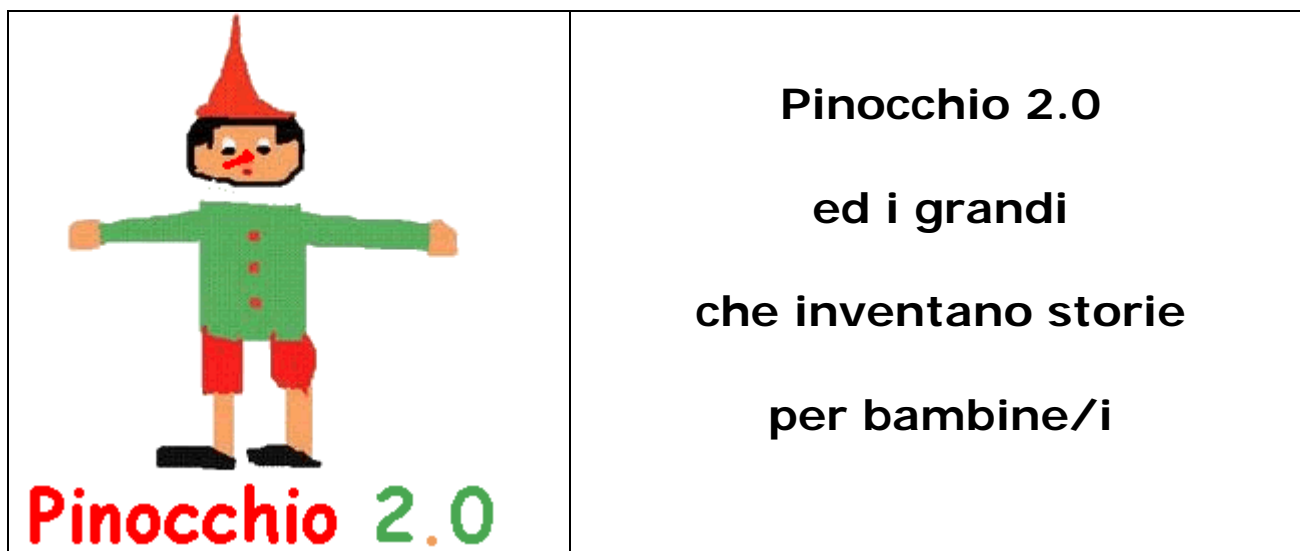 Pinocchio 2.0
Pinocchio 2.0
ed i grandi
che inventano storie
per bambine/i